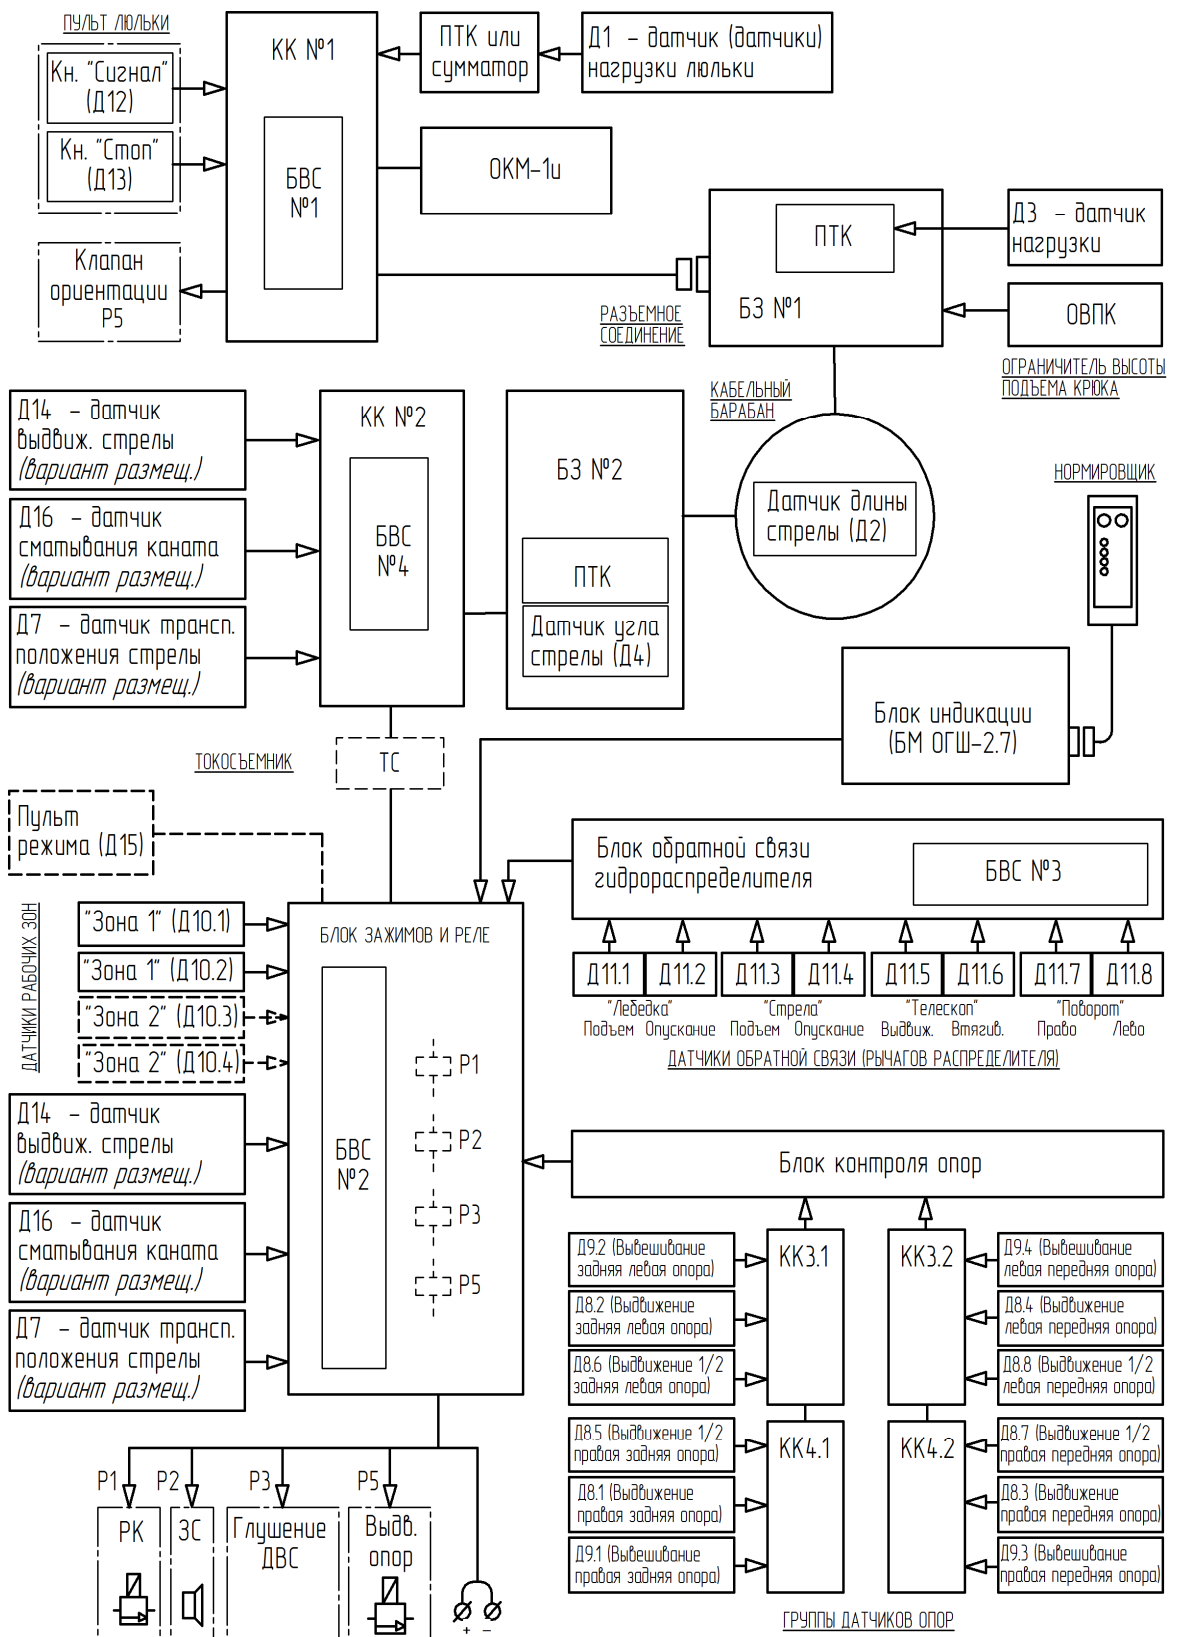 ПУЛЬТ ЛЮЛЬКИ
Кн. "Сигнал"
(Д12)
Кн. "Стоп"
(Д13)
Клапан
ориентации
Р5
КК №1
БВС
№1
ПТК или
сумматор
Д1 - датчик (датчики)
нагрузки люльки
ОКМ-1и
РАЗЪЕМНОЕ
СОЕДИНЕНИЕ
ПТК
БЗ №1
Д3 - датчик
нагрузки
ОВПК
ОГРАНИЧИТЕЛЬ ВЫСОТЫ
ПОДЪЕМА КРЮКА
КАБЕЛЬНЫЙ
БАРАБАН
Д14 - датчик
выдвиж. стрелы
(вариант размещ.)
Д16 - датчик
сматывания каната
(вариант размещ.)
Д7 - датчик трансп.
положения стрелы
(вариант размещ.)
КК №2
БВС
№4
БЗ №2
ПТК
Датчик угла
стрелы (Д4)
Датчик длины
стрелы (Д2)
НОРМИРОВЩИК
Блок индикации
(БМ ОГШ-2.7)
ТОКОСЪЕМНИК
ТС
Пульт
режима (Д15)
ДАТЧИКИ РАБОЧИХ ЗОН
"Зона 1" (Д10.1)
"Зона 1" (Д10.2)
"Зона 2" (Д10.3)
"Зона 2" (Д10.4)
Д14 - датчик
выдвиж. стрелы
(вариант размещ.)
Д16 - датчик
сматывания каната
(вариант размещ.)
Д7 - датчик трансп.
положения стрелы
(вариант размещ.)
БЛОК ЗАЖИМОВ И РЕЛЕ
БВС
№2
Р1
Р2
Р3
Р5
Блок обратной связи
гидрораспределителя
БВС №3
Д11.1 Д11.2 Д11.3 Д11.4 Д11.5 Д11.6 Д11.7 Д11.8
"Лебедка" "Стрела" "Телескоп" "Поворот"
Подъем Опускание Подъем Опускание Выдвиж. Втягив. Право Лево
ДАТЧИКИ ОБРАТНОЙ СВЯЗИ (РЫЧАГОВ РАСПРЕДЕЛИТЕЛЯ)
Блок контроля опор
Д9.2 (Вывешивание
задняя левая опора)
Д8.2 (Выдвижение
задняя левая опора)
Д8.6 (Выдвижение 1/2
задняя левая опора)
Д8.5 (Выдвижение 1/2
правая задняя опора)
Д8.1 (Выдвижение
правая задняя опора)
Д9.1 (Вывешивание
правая задняя опора)
КК3.1
КК4.1
КК3.2
КК4.2
Д9.4 (Вывешивание
левая передняя опора)
Д8.4 (Выдвижение
левая передняя опора)
Д8.8 (Выдвижение 1/2
левая передняя опора)
Д8.7 (Выдвижение 1/2
правая передняя опора)
Д8.3 (Выдвижение
правая передняя опора)
Д9.3 (Вывешивание
правая передняя опора)
ГРУППЫ ДАТЧИКОВ ОПОР
Р1 Р2 Р3 Р5
РК
ЗС
Глушение
ДВС
Выдв.
опор
+ -